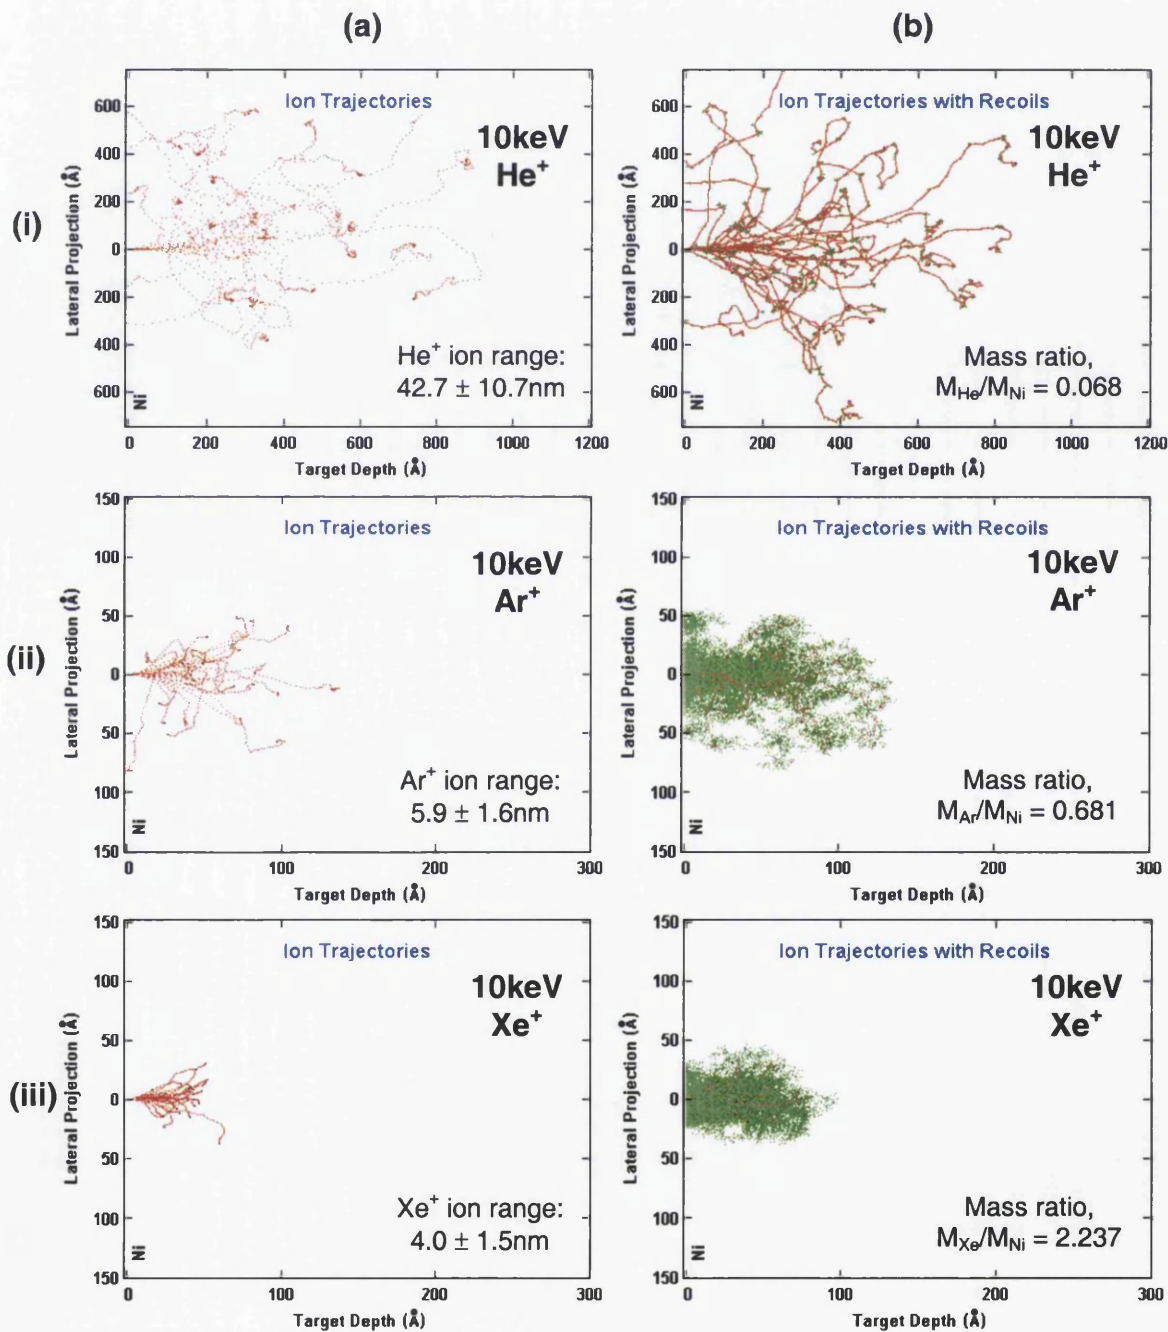 (a)
(b)
(i)
Ion Trajectories
10keV
He⁺
He⁺ ion range:
42.7 ± 10.7nm
Ni
Lateral Projection (Å)
600
400
200
0
200
400
600
0 200 400 600 800 1000 1200
Target Depth (Å)
Ion Trajectories with Recoils
10keV
He⁺
Mass ratio,
M_He/M_Ni = 0.068
Ni
Lateral Projection (Å)
600
400
200
0
200
400
600
0 200 400 600 800 1000 1200
Target Depth (Å)
(ii)
Ion Trajectories
10keV
Ar⁺
Ar⁺ ion range:
5.9 ± 1.6nm
Ni
Lateral Projection (Å)
150
100
50
0
50
100
150
0 100 200 300
Target Depth (Å)
Ion Trajectories with Recoils
10keV
Ar⁺
Mass ratio,
M_Ar/M_Ni = 0.681
Ni
Lateral Projection (Å)
150
100
50
0
50
100
150
0 100 200 300
Target Depth (Å)
(iii)
Ion Trajectories
10keV
Xe⁺
Xe⁺ ion range:
4.0 ± 1.5nm
Ni
Lateral Projection (Å)
150
100
50
0
50
100
150
0 100 200 300
Target Depth (Å)
Ion Trajectories with Recoils
10keV
Xe⁺
Mass ratio,
M_Xe/M_Ni = 2.237
Ni
Lateral Projection (Å)
150
100
50
0
50
100
150
0 100 200 300
Target Depth (Å)